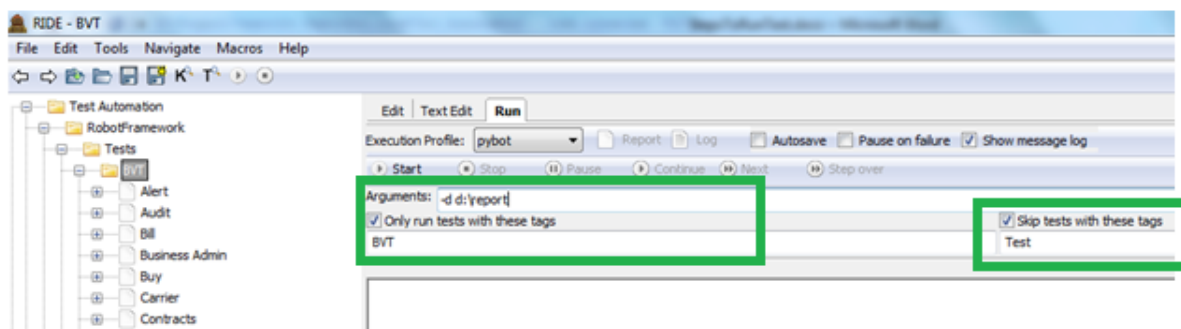 RIDE - BVT
File Edit Tools Navigate Macros Help
K T
Test Automation
RobotFramework
Tests
BVT
Alert
Audit
Bill
Business Admin
Buy
Carrier
Contracts
Edit Text Edit Run
Execution Profile: pybot Report Log Autosave Pause on failure Show message log
Start Stop Pause Continue Next Step over
Arguments: -d d:\report
Only run tests with these tags Skip tests with these tags
BVT Test